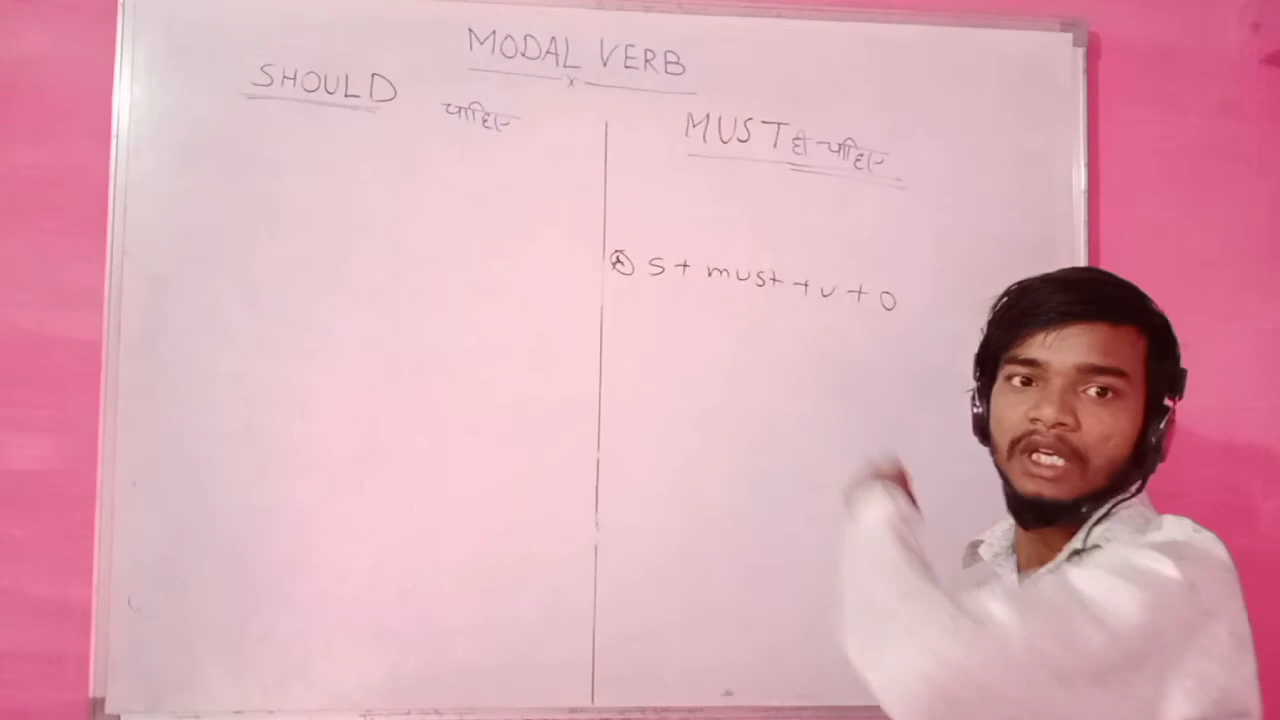 MODAL VERB
SHOULD चाहिए
MUST ही चाहिए
Ⓐ S + must + v + O